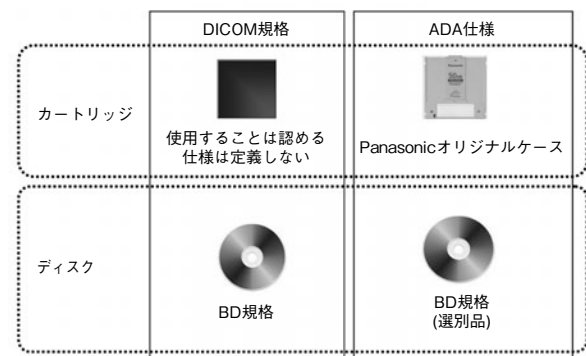 DICOM規格
ADA仕様
カートリッジ
使用することは認める
仕様は定義しない
Panasonic
Panasonicオリジナルケース
ディスク
BD規格
BD規格
(選別品)